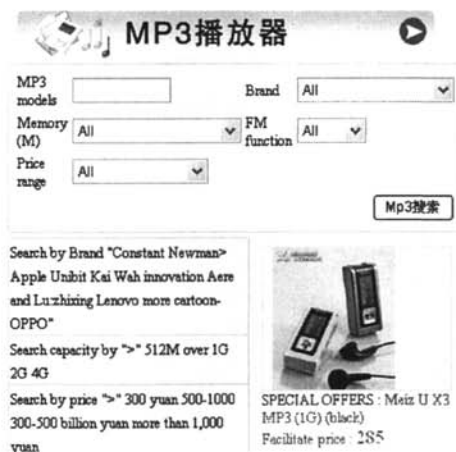 MP3播放器
MP3 models
Brand All
Memory (M) All
FM function All
Price range All
Mp3搜索
Search by Brand "Constant Newman>
Apple Unibit Kai Wah innovation Aere
and Lu:zhixing Lenovo more cartoon-
OPPO"
Search capacity by ">" 512M over 1G
2G 4G
Search by price ">" 300 yuan 500-1000
300-500 billion yuan more than 1,000
yuan
SPECIAL OFFERS : Meiz U X3
MP3 (1G) (black)
Facilitate price : 285